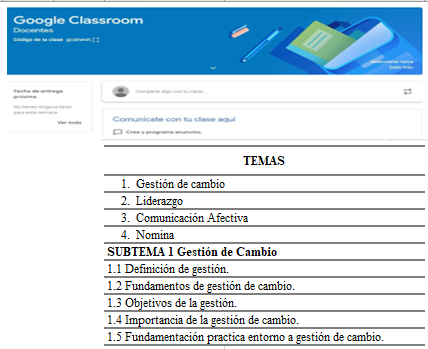 Google Classroom
Docentes
Código de la clase
Seleccionar tema
Subir foto
Fecha de entrega
próxima
No tienes ninguna tarea
para esta semana
Ver todo
Comparte algo con tu clase...
Comunícate con tu clase aquí
Crea y programa anuncios.
TEMAS
1. Gestión de cambio
2. Liderazgo
3. Comunicación Afectiva
4. Nomina
SUBTEMA 1 Gestión de Cambio
1.1 Definición de gestión.
1.2 Fundamentos de gestión de cambio.
1.3 Objetivos de la gestión.
1.4 Importancia de la gestión de cambio.
1.5 Fundamentación practica entorno a gestión de cambio.